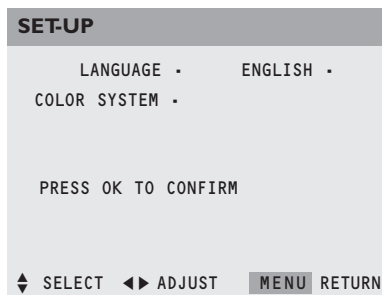 SET-UP
LANGUAGE · ENGLISH ·
COLOR SYSTEM ·
PRESS OK TO CONFIRM
SELECT ADJUST MENU RETURN